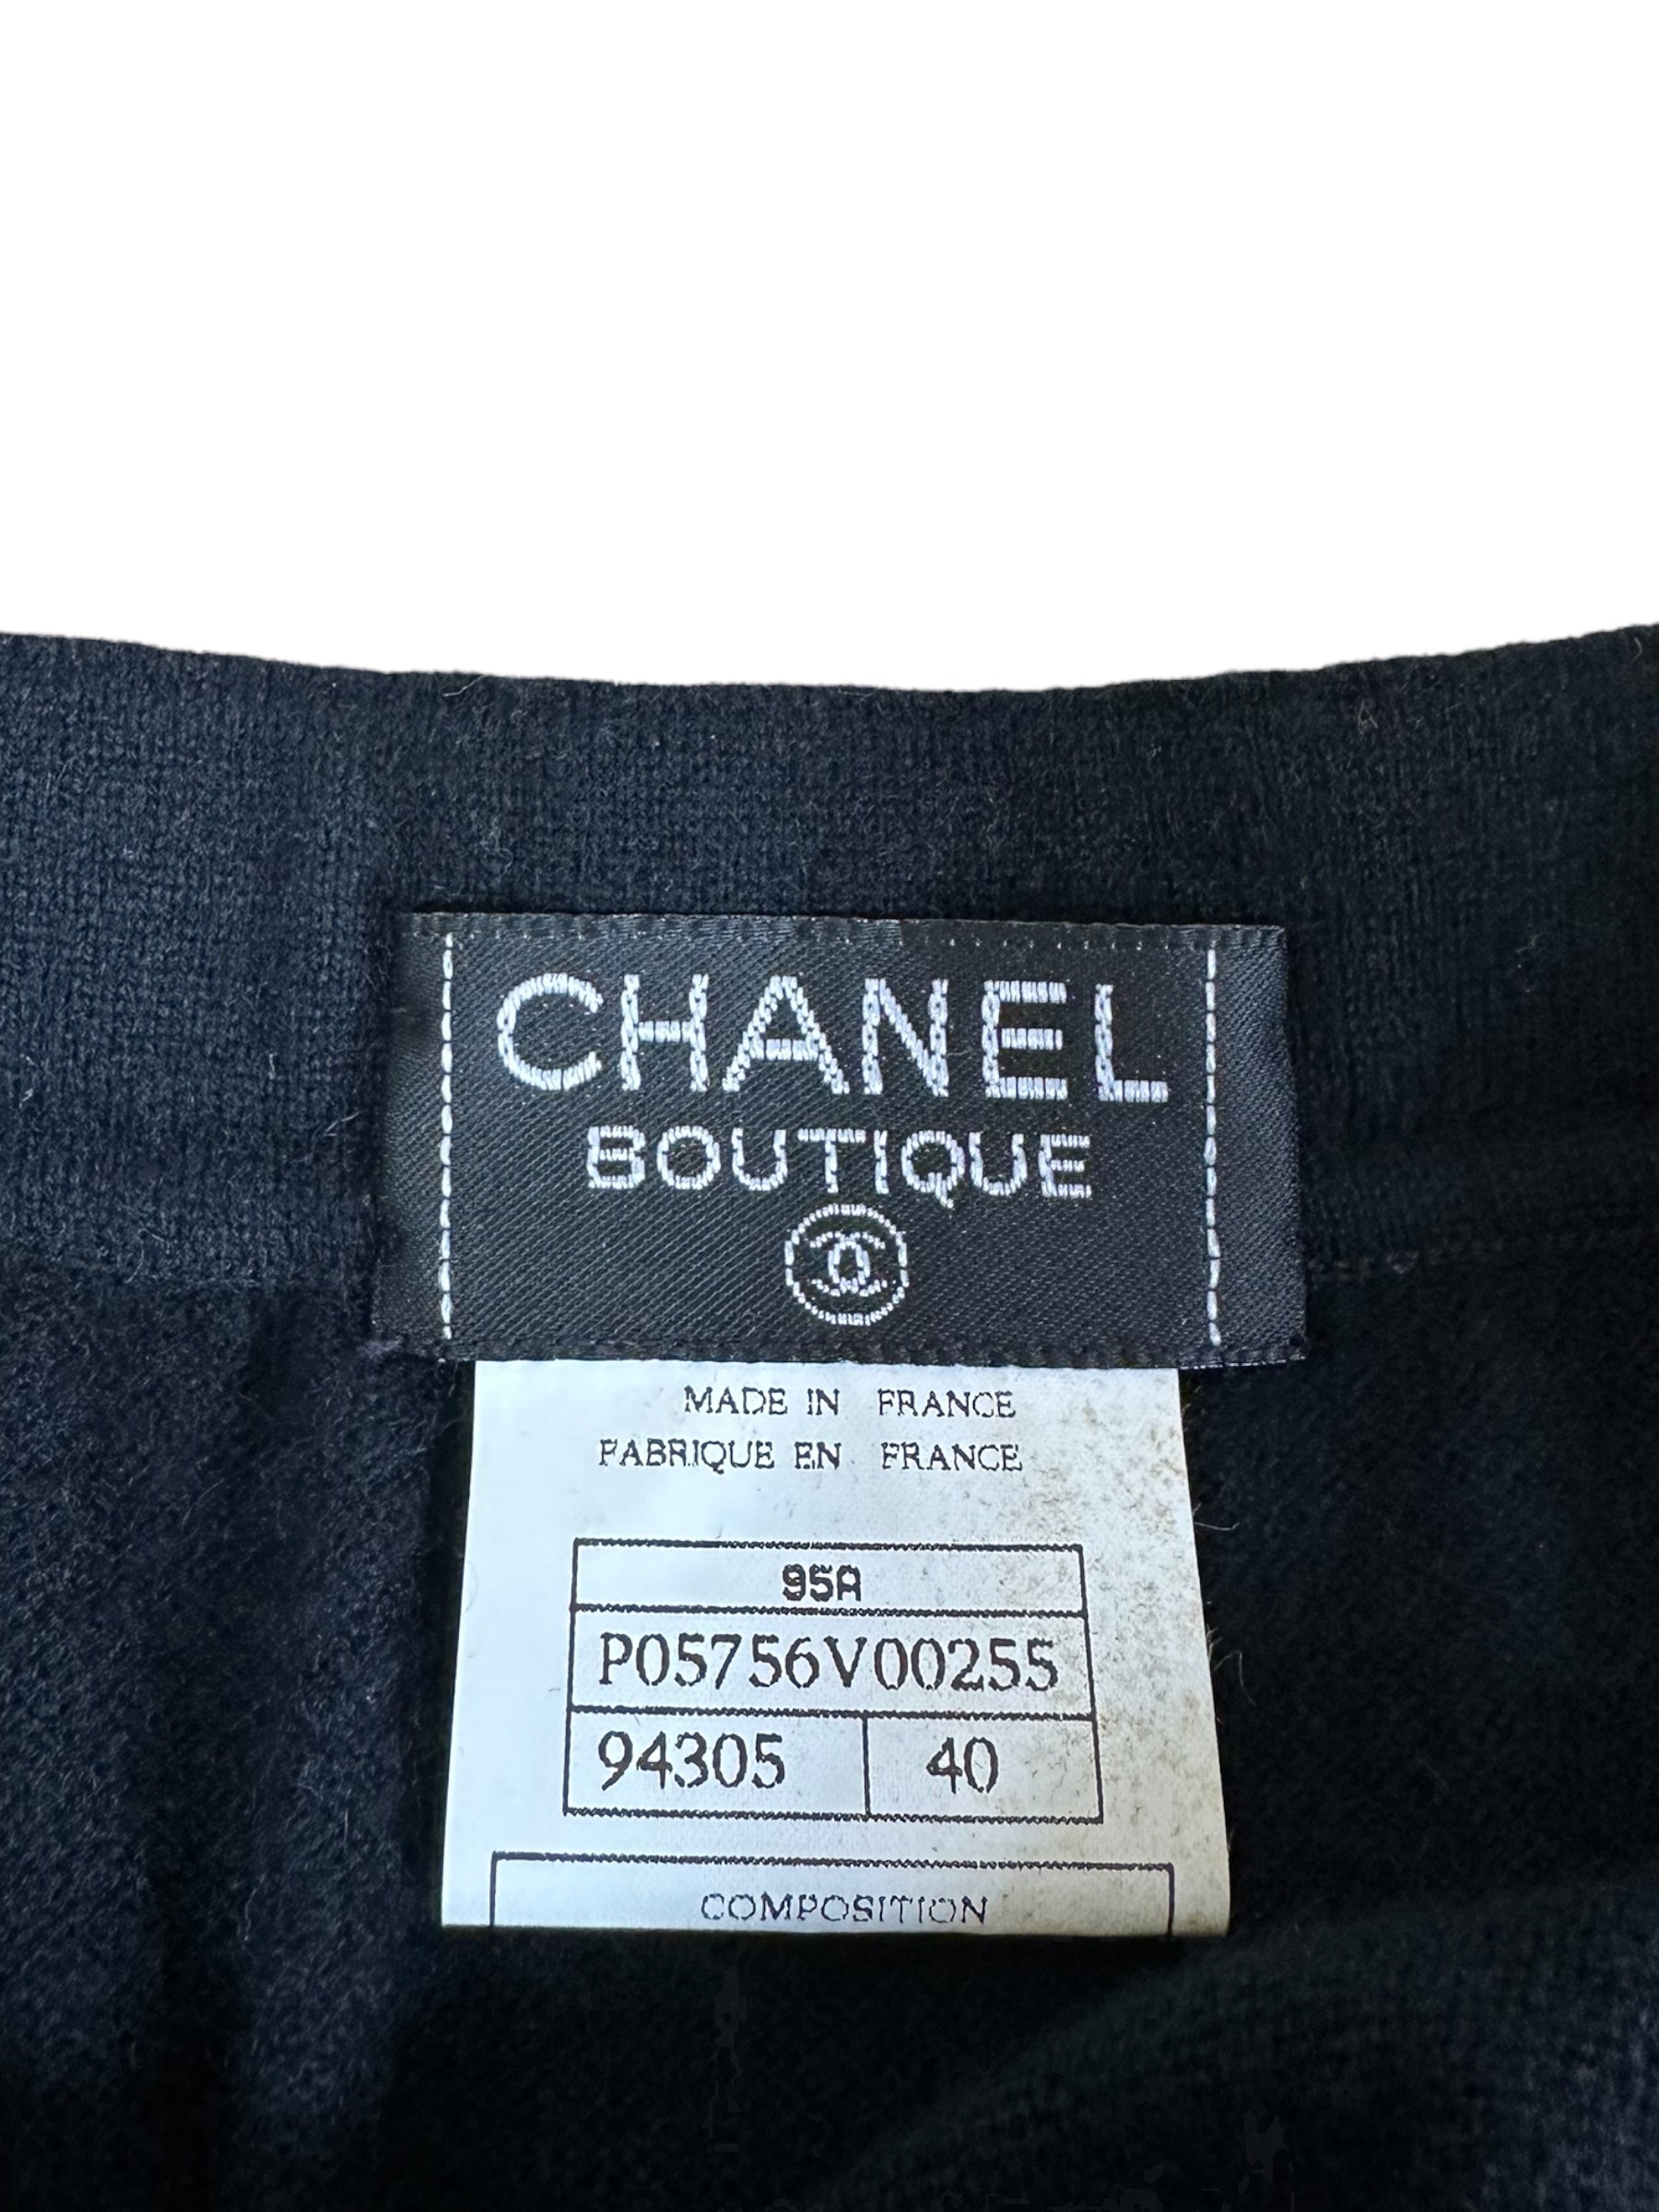 CHANEL
BOUTIQUE
MADE IN FRANCE
FABRIQUE EN FRANCE
95A
P05756V00255
94305 40
COMPOSITION